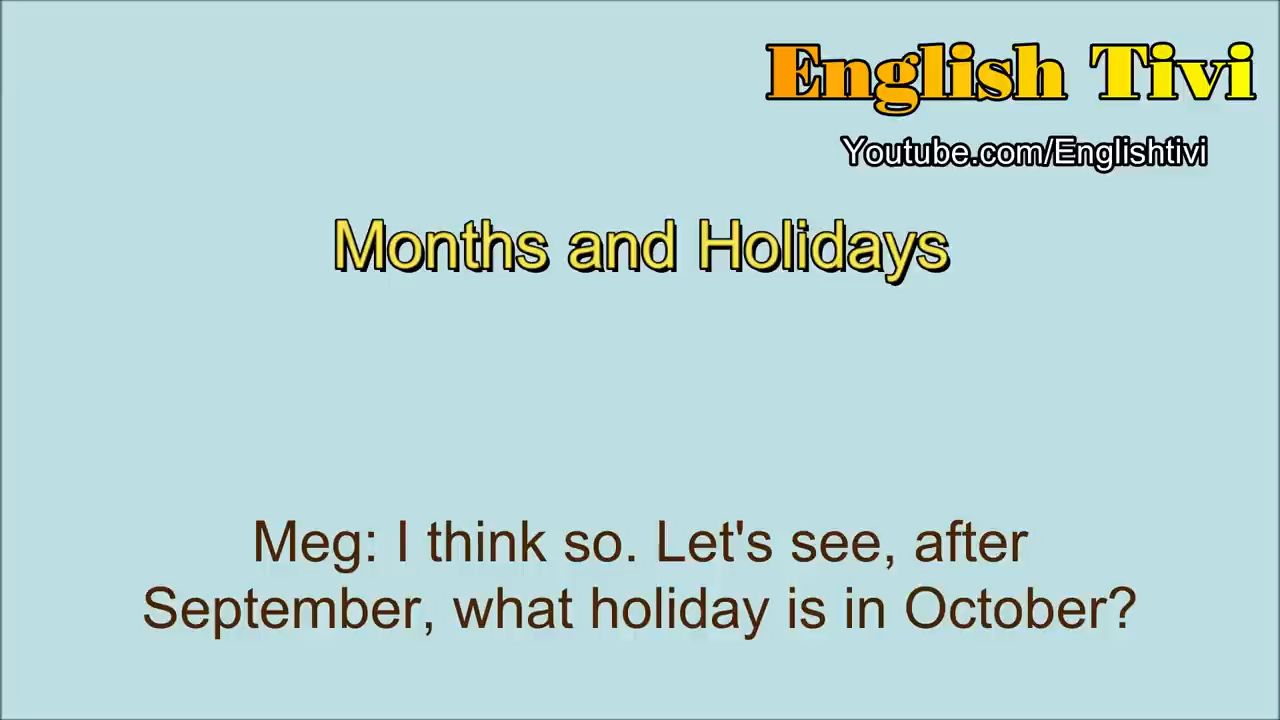 English Tivi
Youtube.com/Englishtivi
Months and Holidays
Meg: I think so. Let's see, after
September, what holiday is in October?